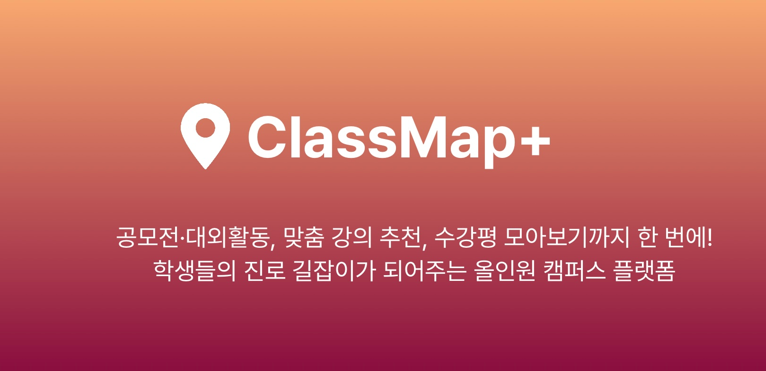 ClassMap+
공모전·대외활동, 맞춤 강의 추천, 수강평 모아보기까지 한 번에!
학생들의 진로 길잡이가 되어주는 올인원 캠퍼스 플랫폼